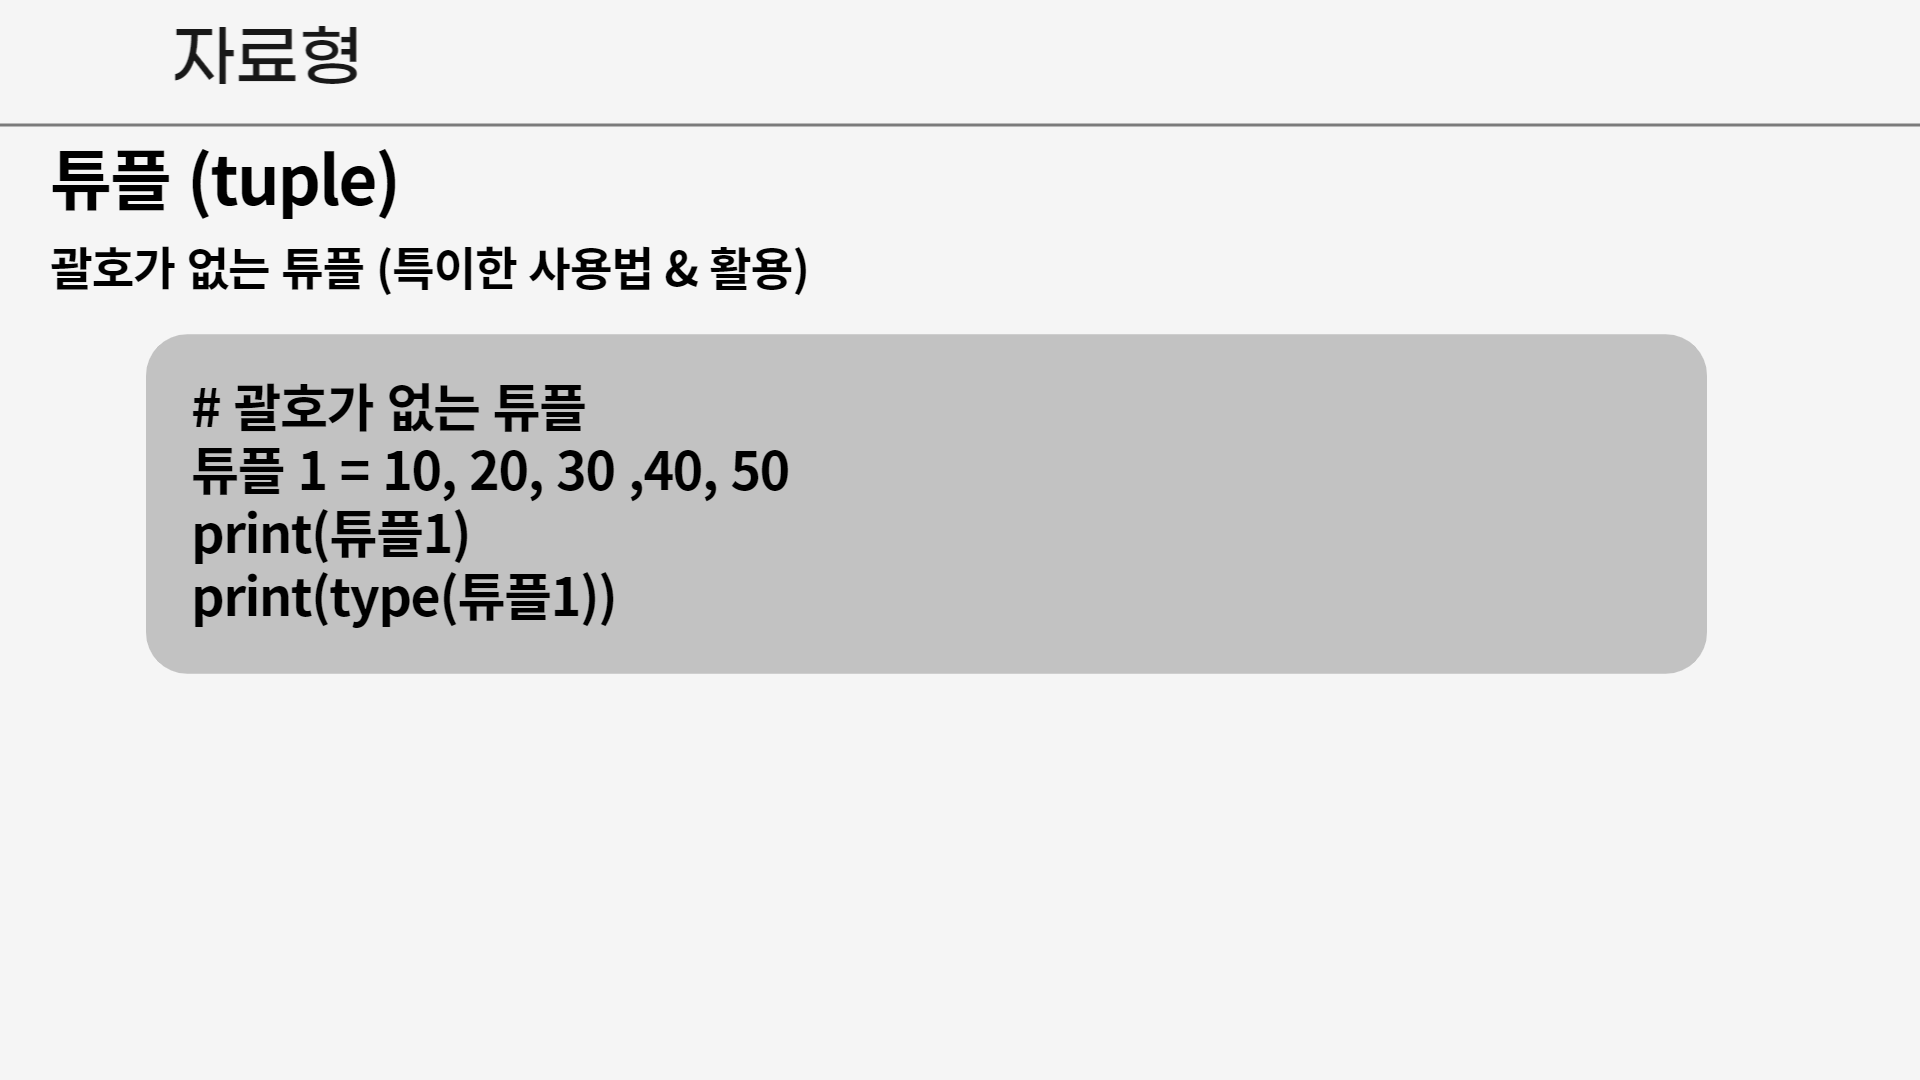 자료형
튜플 (tuple)
괄호가 없는 튜플 (특이한 사용법 & 활용)
# 괄호가 없는 튜플
튜플 1 = 10, 20, 30 ,40, 50
print(튜플1)
print(type(튜플1))